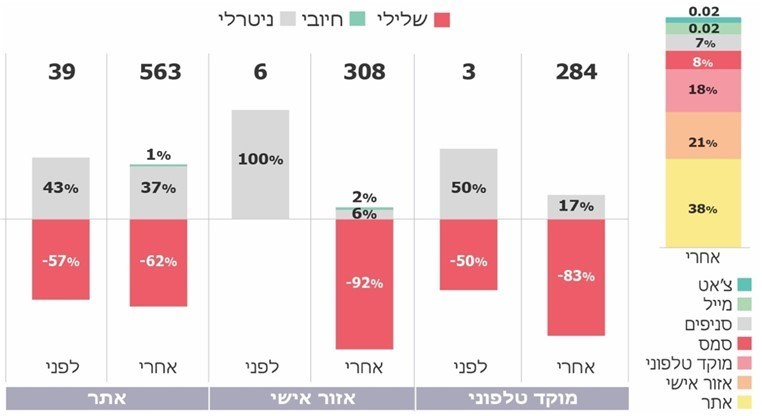 שלילי חיובי ניטרלי
39 563 6 308 3 284
43% 1% 37% 100% 2% 6% 50% 17%
-57% -62% -92% -50% -83%
לפני אחרי לפני אחרי לפני אחרי
אתר אזור אישי מוקד טלפוני
0.02
0.02
7%
8%
18%
21%
38%
אחרי
צ'אט
מייל
סניפים
סמס
מוקד טלפוני
אזור אישי
אתר